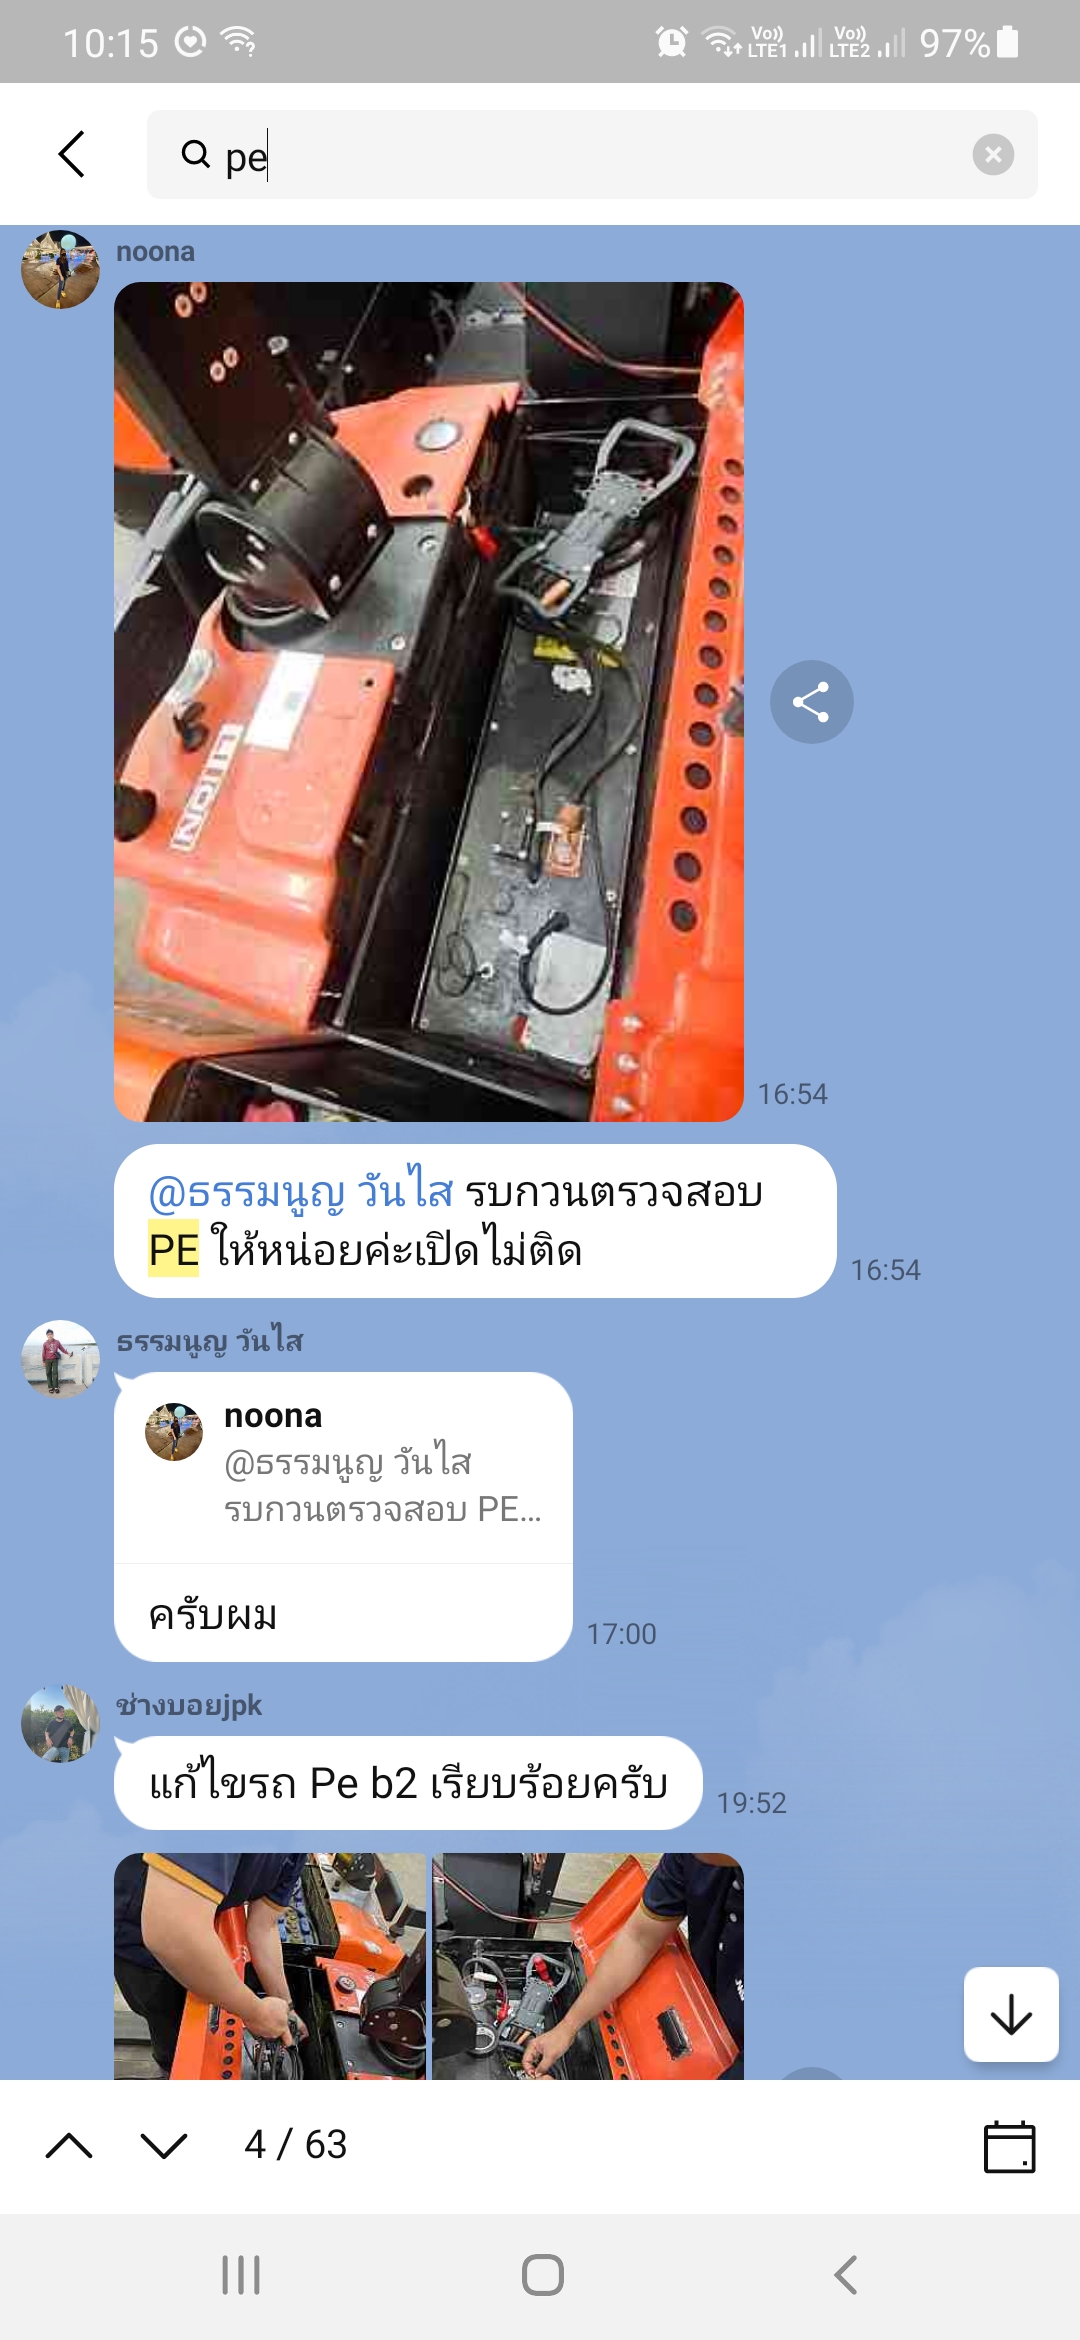 10:15
Vo)) LTE1 Vo)) LTE2 97%
pe
noona
LITION
16:54
@ธรรมนูญ วันไส รบกวนตรวจสอบ
PE ให้หน่อยค่ะเปิดไม่ติด
16:54
ธรรมนูญ วันไส
noona
@ธรรมนูญ วันไส
รบกวนตรวจสอบ PE...
ครับผม
17:00
ช่างบอยjpk
แก้ไขรถ Pe b2 เรียบร้อยครับ
19:52
4 / 63